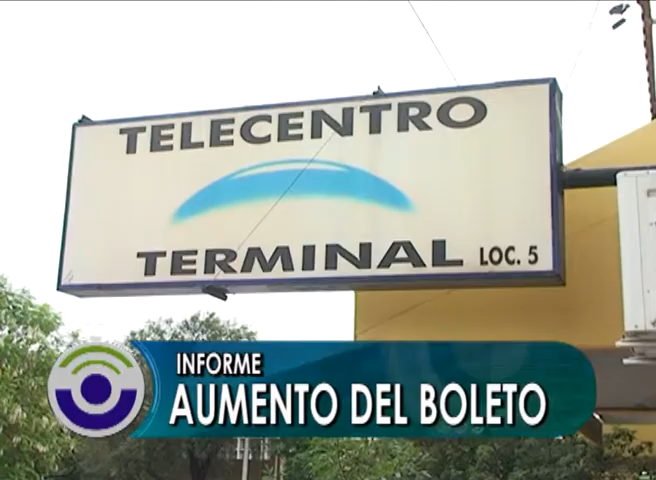 TELECENTRO
TERMINAL LOC. 5
INFORME
AUMENTO DEL BOLETO